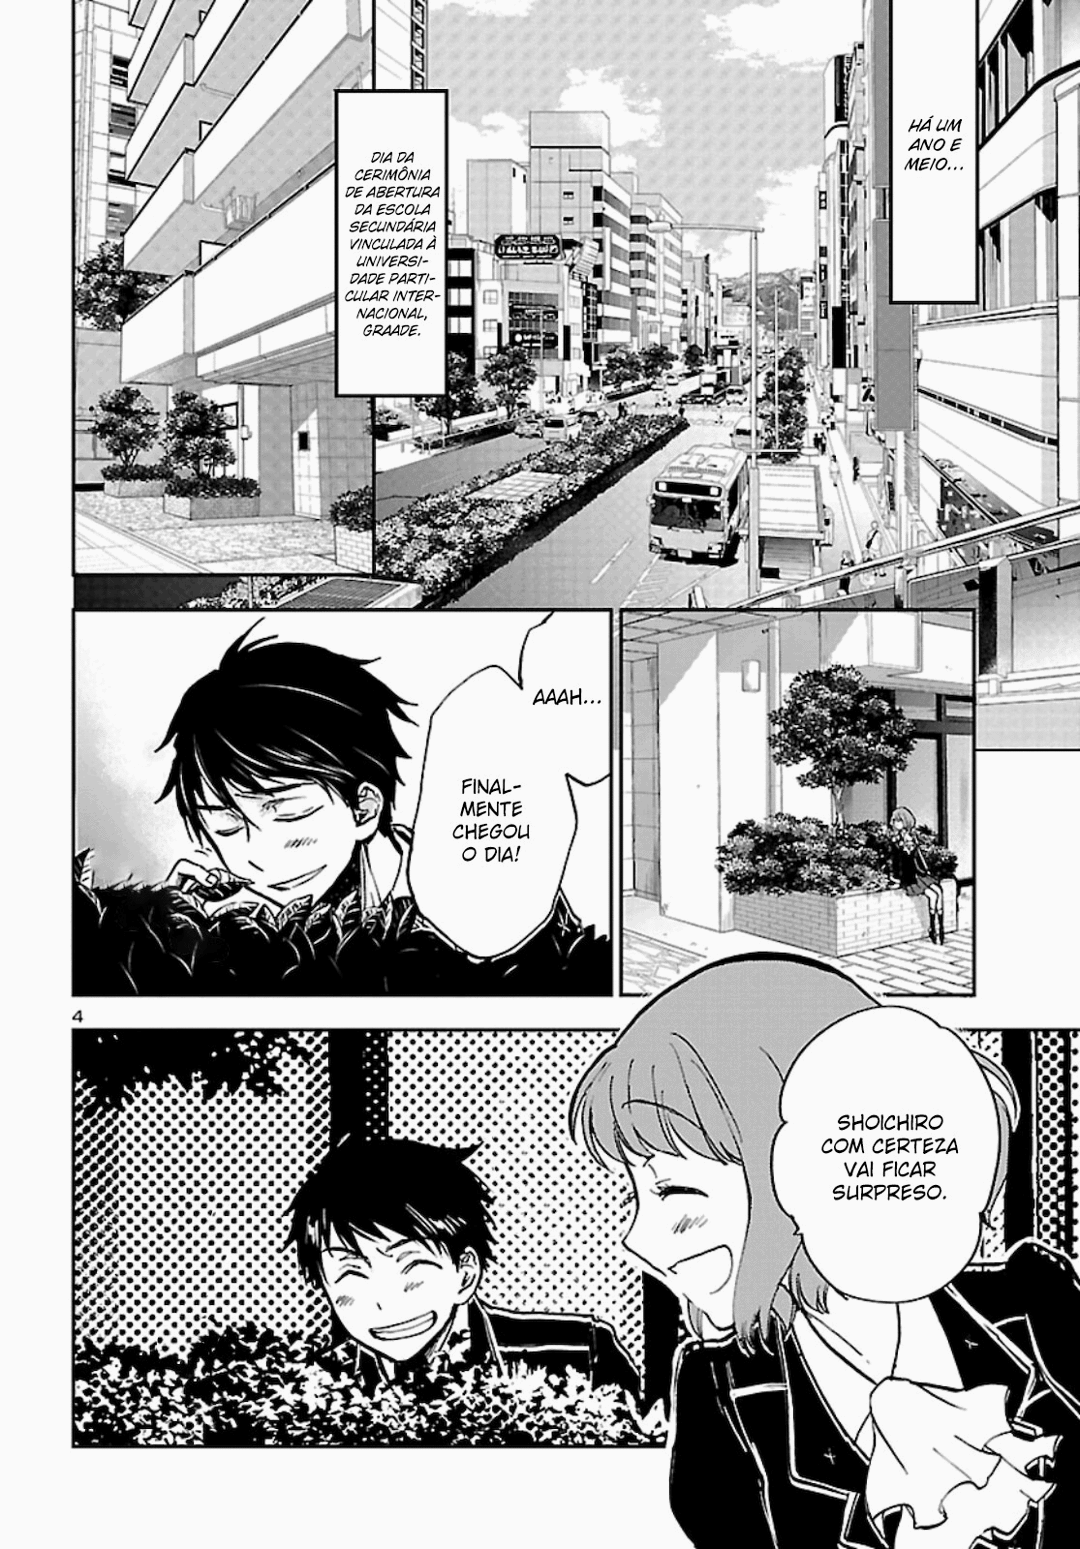 HÁ UM
ANO E
MEIO...
DIA DA
CERIMÔNIA
DE ABERTURA
DA ESCOLA
SECUNDÁRIA
VINCULADA À
UNIVERSI-
DADE PARTI-
CULAR INTER-
NACIONAL,
GRAADE.
AAAH...
FINAL-
MENTE
CHEGOU
O DIA!
4
SHOICHIRO
COM CERTEZA
VAI FICAR
SURPRESO.